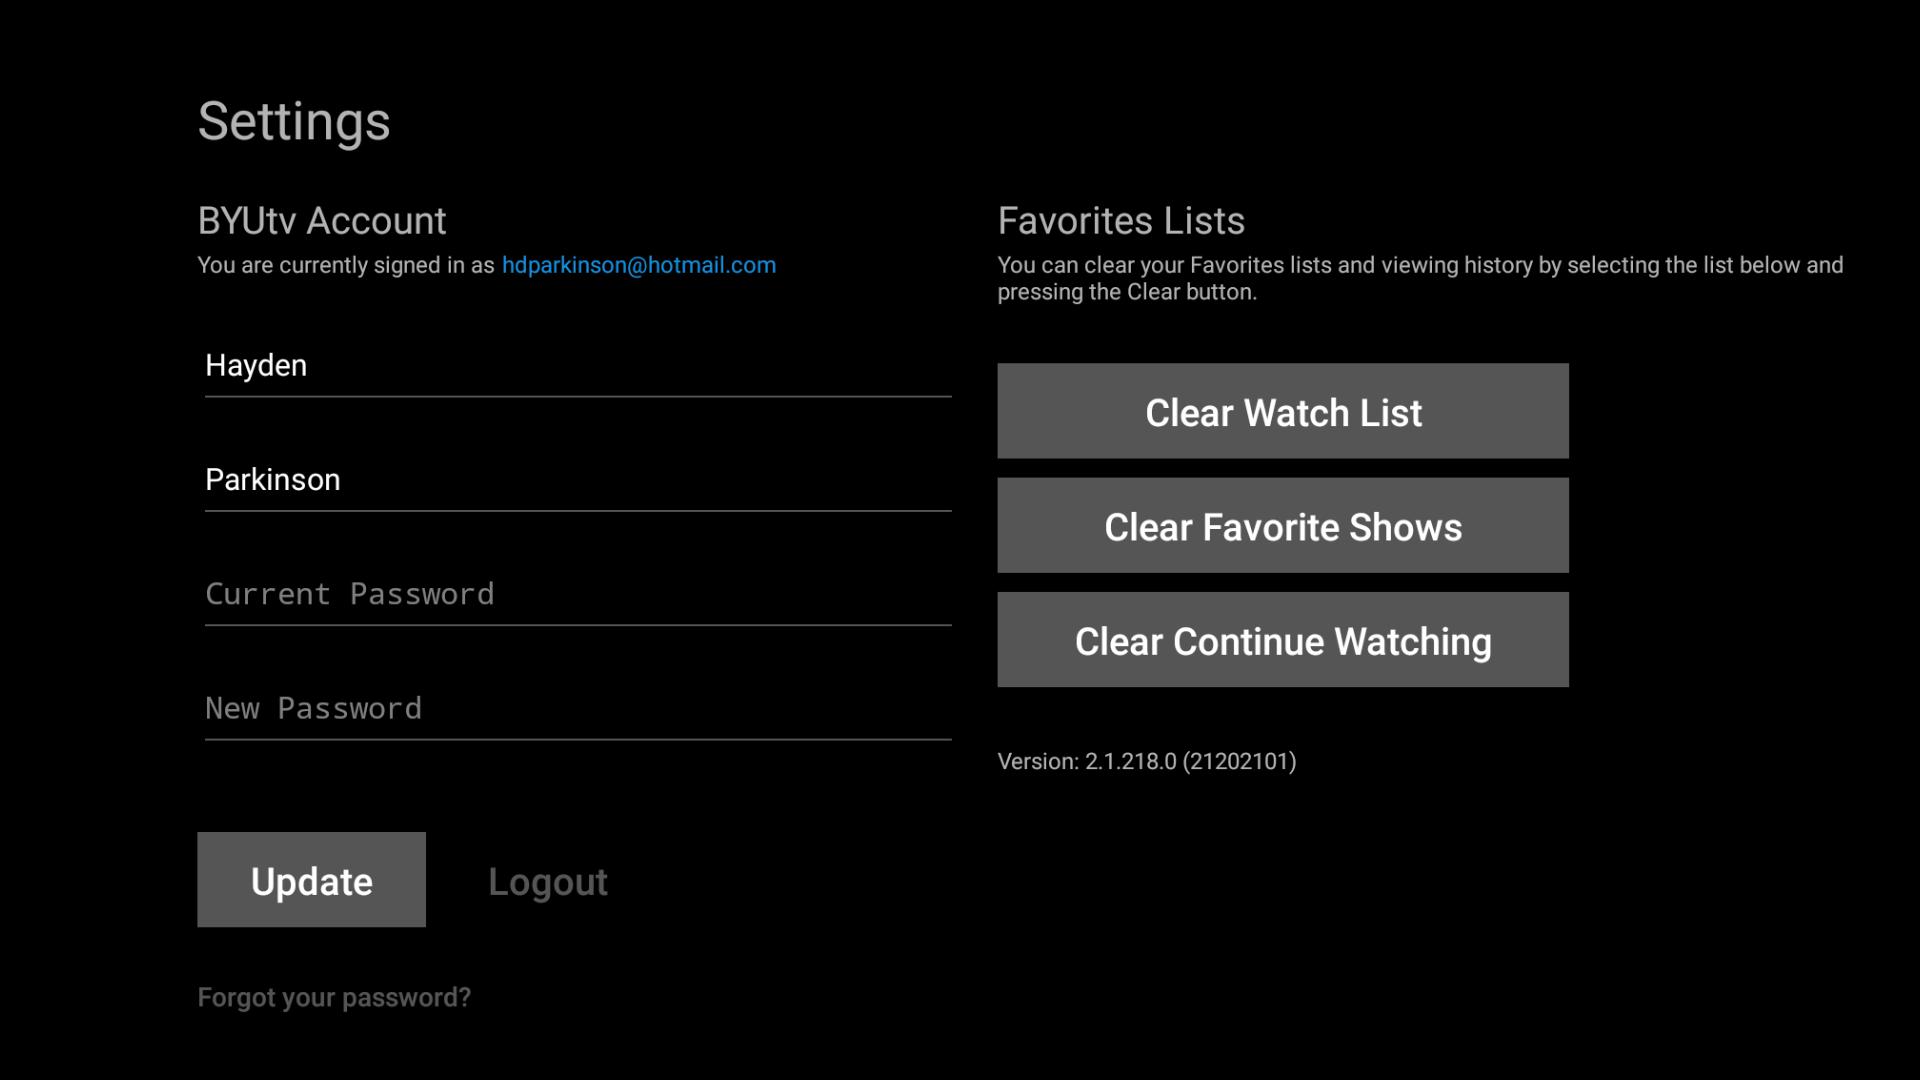 Settings
BYUtv Account
You are currently signed in as hdparkinson@hotmail.com
Hayden
Parkinson
Current Password
New Password
Update
Logout
Forgot your password?
Favorites Lists
You can clear your Favorites lists and viewing history by selecting the list below and
pressing the Clear button.
Clear Watch List
Clear Favorite Shows
Clear Continue Watching
Version: 2.1.218.0 (21202101)